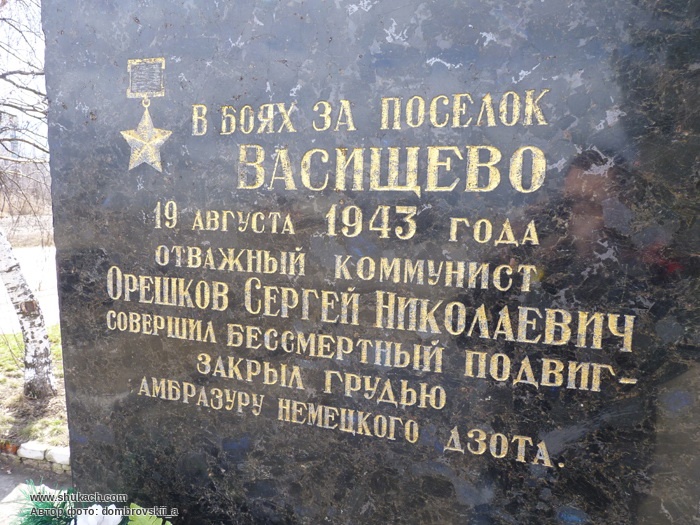 В БОЯХ ЗА ПОСЕЛОК
ВАСИЩЕВО
19 АВГУСТА 1943 ГОДА
ОТВАЖНЫЙ КОММУНИСТ
ОРЕШКОВ СЕРГЕЙ НИКОЛАЕВИЧ
СОВЕРШИЛ БЕССМЕРТНЫЙ ПОДВИГ-
ЗАКРЫЛ ГРУДЬЮ
АМБРАЗУРУ НЕМЕЦКОГО ДЗОТА.
www.shukach.com
Автор фото: dombrovskii_a